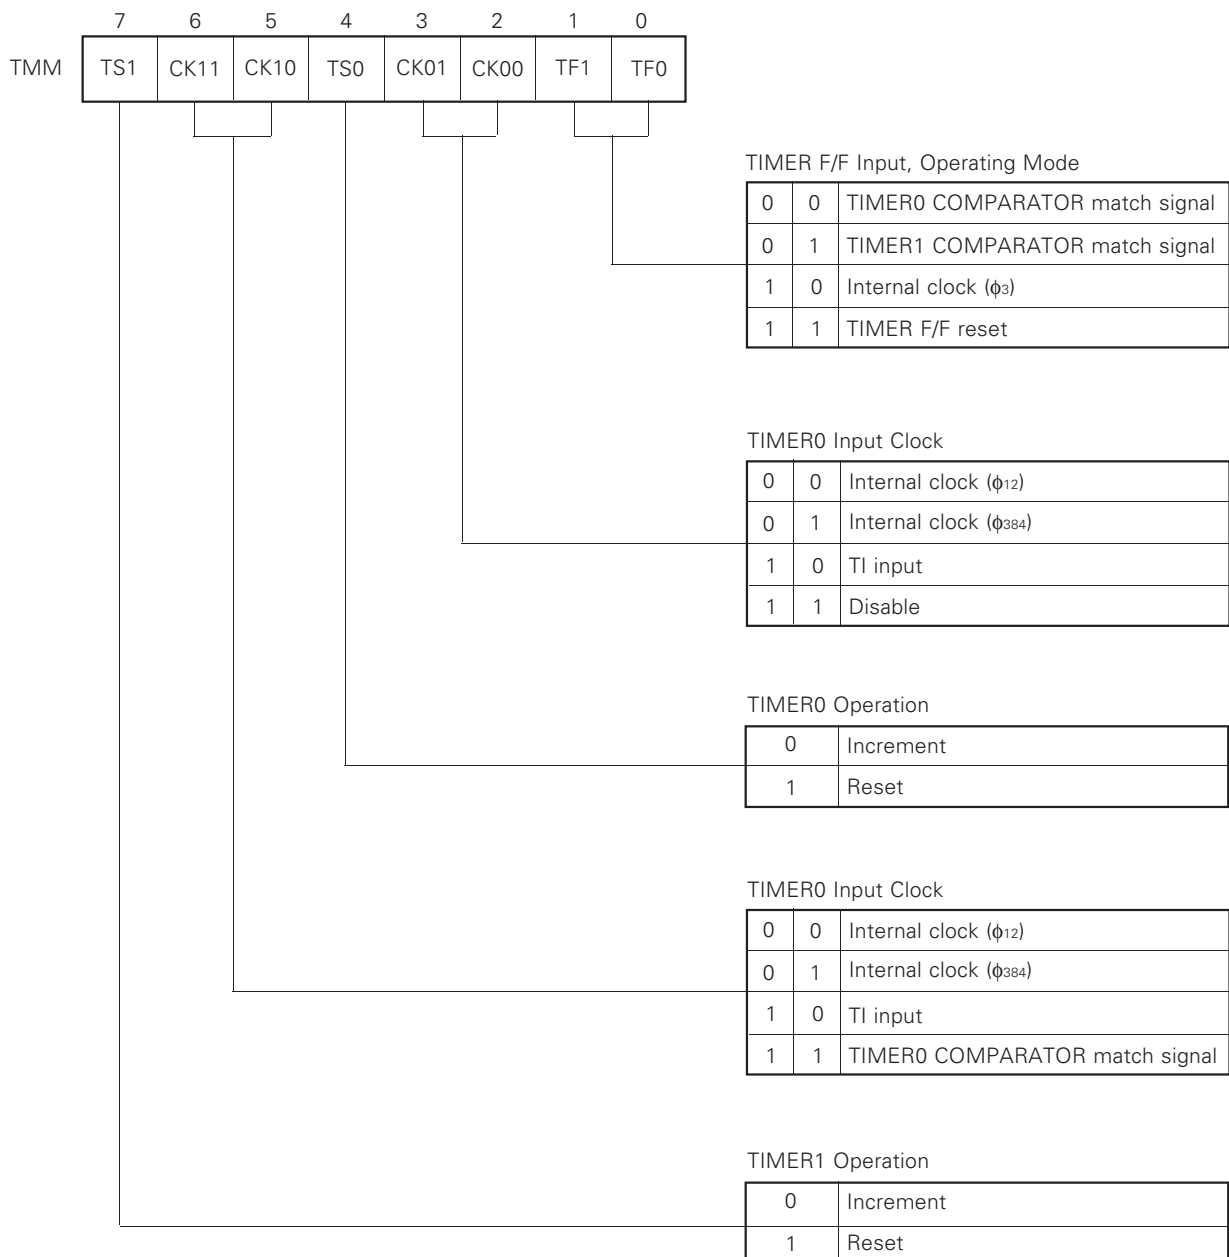 7 6 5 4 3 2 1 0
TMM TS1 CK11 CK10 TS0 CK01 CK00 TF1 TF0
TIMER F/F Input, Operating Mode
0 0 TIMER0 COMPARATOR match signal
0 1 TIMER1 COMPARATOR match signal
1 0 Internal clock (ϕ3)
1 1 TIMER F/F reset
TIMER0 Input Clock
0 0 Internal clock (ϕ12)
0 1 Internal clock (ϕ384)
1 0 TI input
1 1 Disable
TIMER0 Operation
0 Increment
1 Reset
TIMER0 Input Clock
0 0 Internal clock (ϕ12)
0 1 Internal clock (ϕ384)
1 0 TI input
1 1 TIMER0 COMPARATOR match signal
TIMER1 Operation
0 Increment
1 Reset